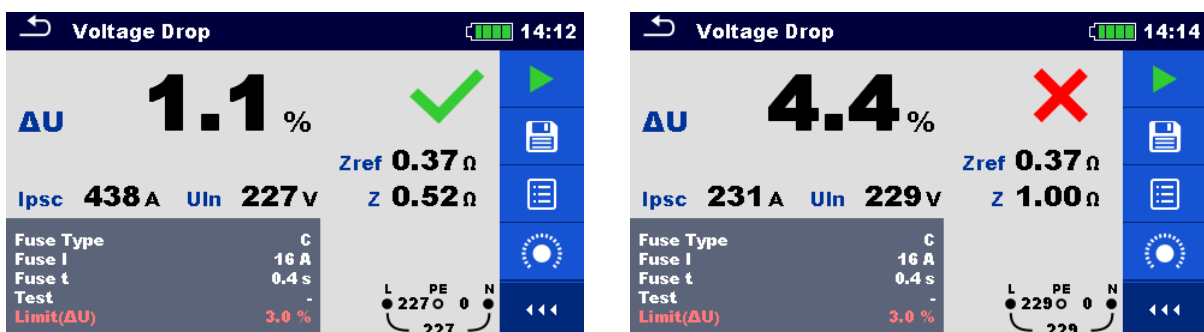 Voltage Drop 14:12
ΔU 1.1 %
Zref 0.37 Ω
Ipsc 438 A Uln 227 V Z 0.52 Ω
Fuse Type C
Fuse I 16 A
Fuse t 0.4 s
Test -
Limit(ΔU) 3.0 %
L PE N
227 0
227
Voltage Drop 14:14
ΔU 4.4 %
Zref 0.37 Ω
Ipsc 231 A Uln 229 V Z 1.00 Ω
Fuse Type C
Fuse I 16 A
Fuse t 0.4 s
Test -
Limit(ΔU) 3.0 %
L PE N
229 0
229